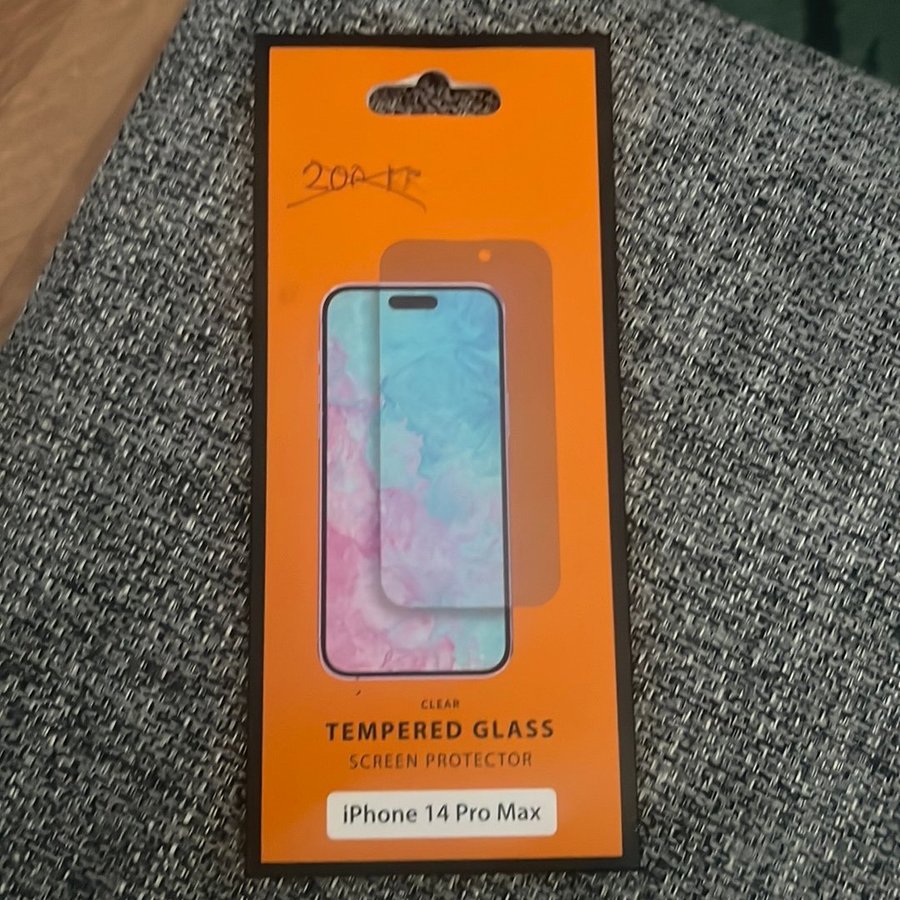 CLEAR
TEMPERED GLASS
SCREEN PROTECTOR
iPhone 14 Pro Max